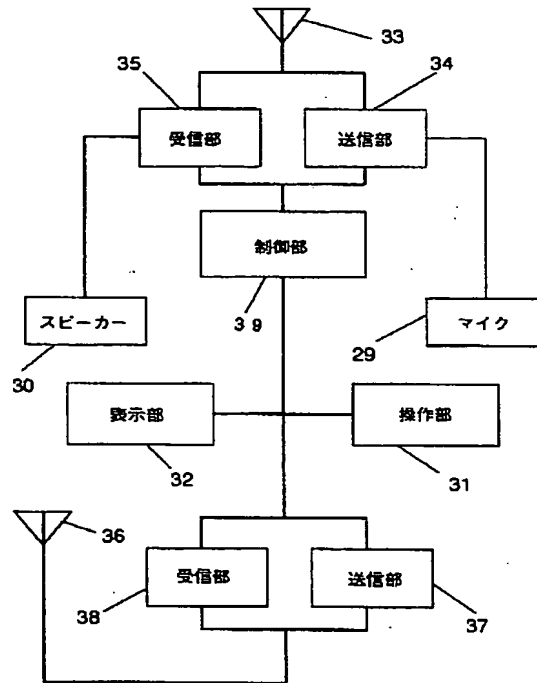 33
35
34
受信部
送信部
制御部
39
スピーカー
マイク
30
29
表示部
操作部
32
31
36
受信部
送信部
38
37